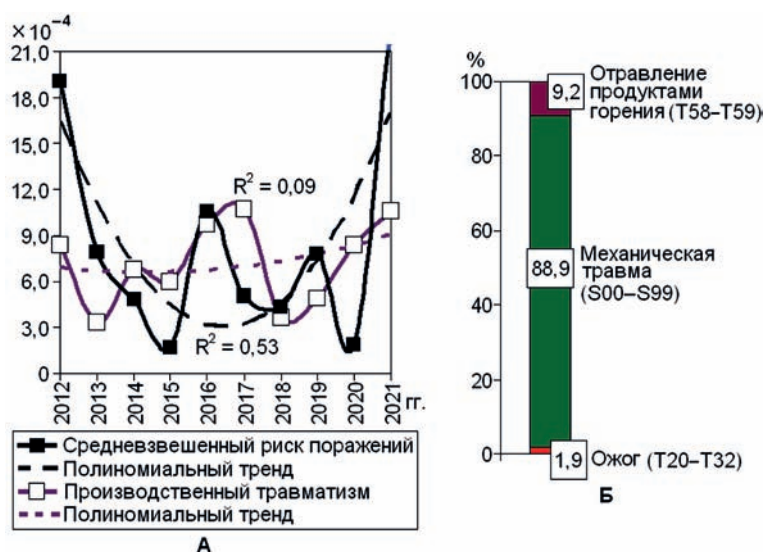 ×10⁻⁴
21,0
18,0
15,0
12,0
9,0
6,0
3,0
0
R² = 0,09
R² = 0,53
2012
2013
2014
2015
2016
2017
2018
2019
2020
2021
гг.
Средневзвешенный риск поражений
Полиномиальный тренд
Производственный травматизм
Полиномиальный тренд
А
%
100
80
60
40
20
0
9,2
Отравление
продуктами
горения (Т58–Т59)
88,9
Механическая
травма
(S00–S99)
1,9
Ожог (Т20–Т32)
Б